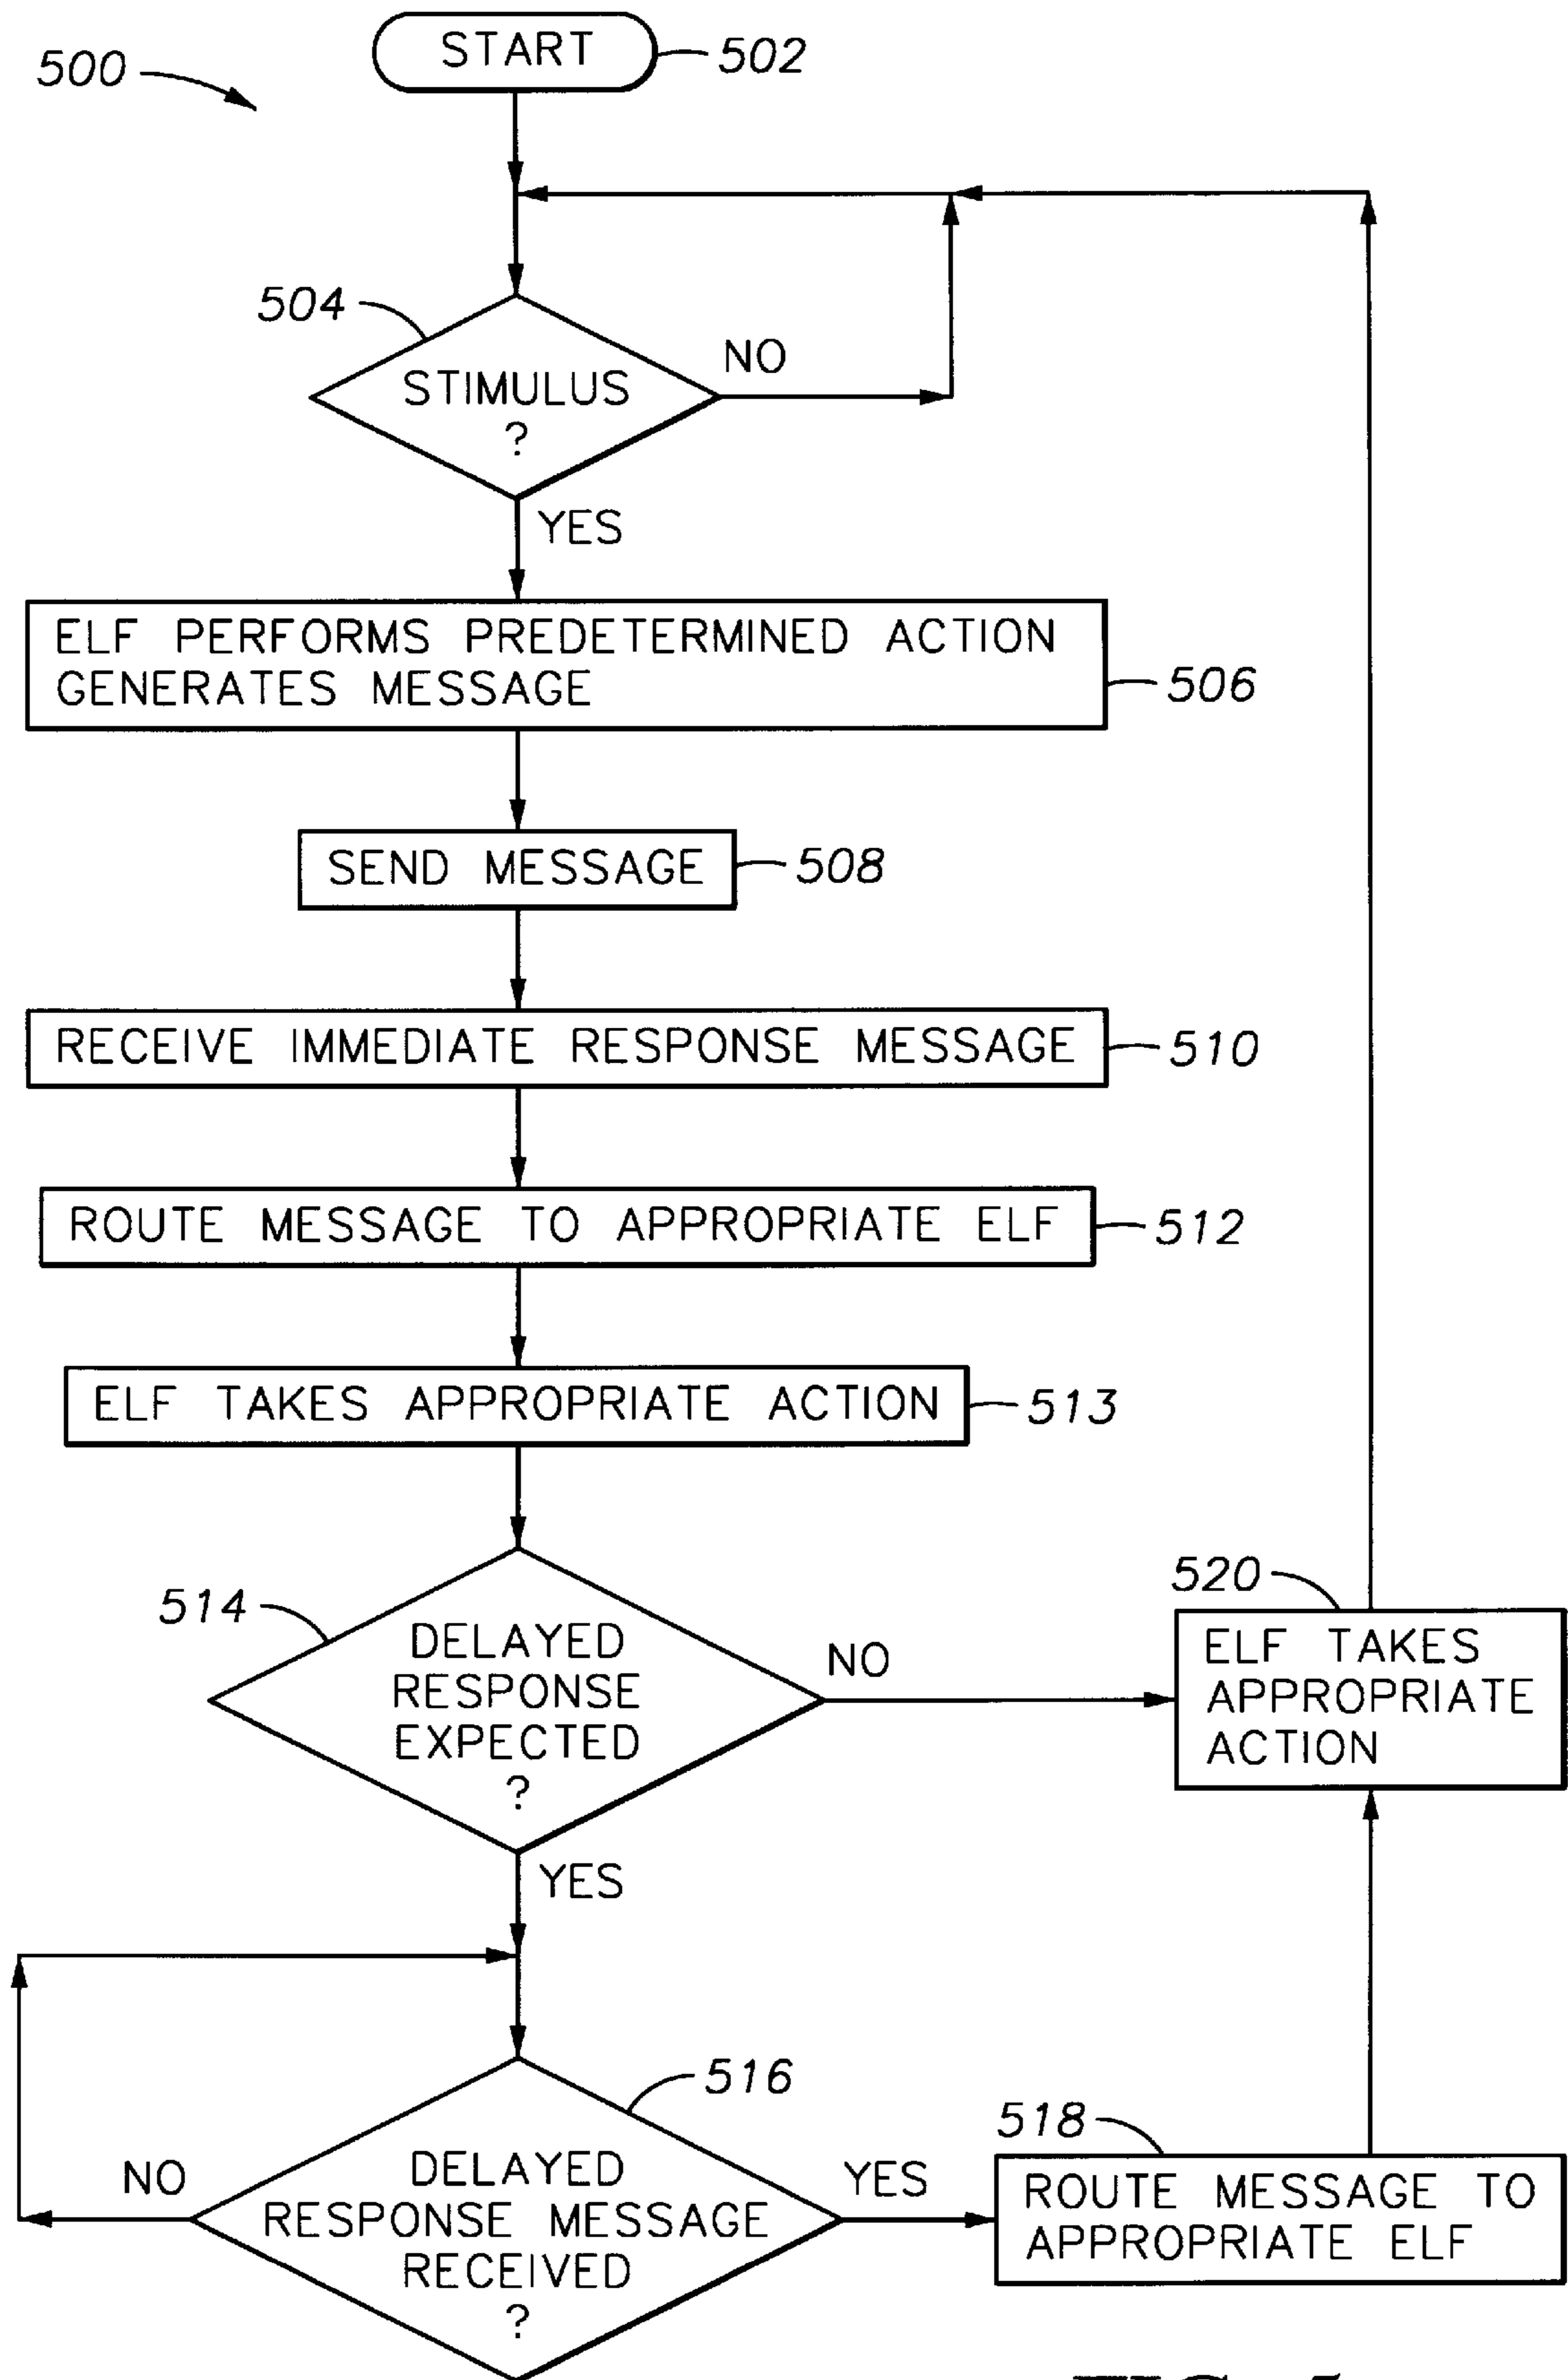 500
START
502
504
STIMULUS
?
NO
YES
ELF PERFORMS PREDETERMINED ACTION
GENERATES MESSAGE
506
SEND MESSAGE
508
RECEIVE IMMEDIATE RESPONSE MESSAGE
510
ROUTE MESSAGE TO APPROPRIATE ELF
512
ELF TAKES APPROPRIATE ACTION
513
514
DELAYED
RESPONSE
EXPECTED
?
NO
YES
520
ELF TAKES
APPROPRIATE
ACTION
516
DELAYED
RESPONSE MESSAGE
RECEIVED
?
NO
YES
518
ROUTE MESSAGE TO
APPROPRIATE ELF